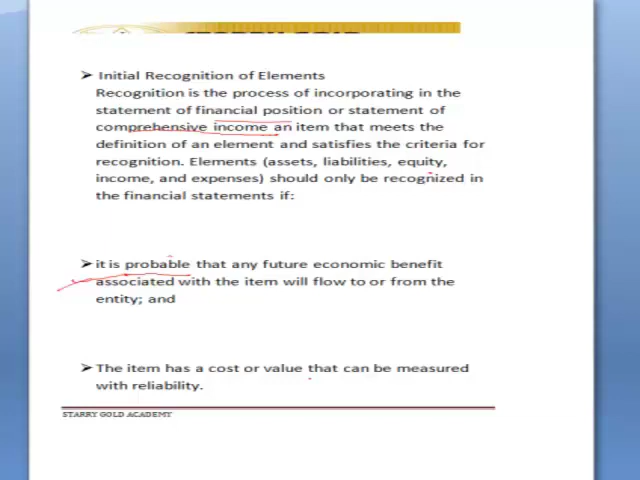 STARRY GOLD
➤ Initial Recognition of Elements
Recognition is the process of incorporating in the
statement of financial position or statement of
comprehensive income an item that meets the
definition of an element and satisfies the criteria for
recognition. Elements (assets, liabilities, equity,
income, and expenses) should only be recognized in
the financial statements if:
➤ it is probable that any future economic benefit
associated with the item will flow to or from the
entity; and
➤ The item has a cost or value that can be measured
with reliability.
STARRY GOLD ACADEMY